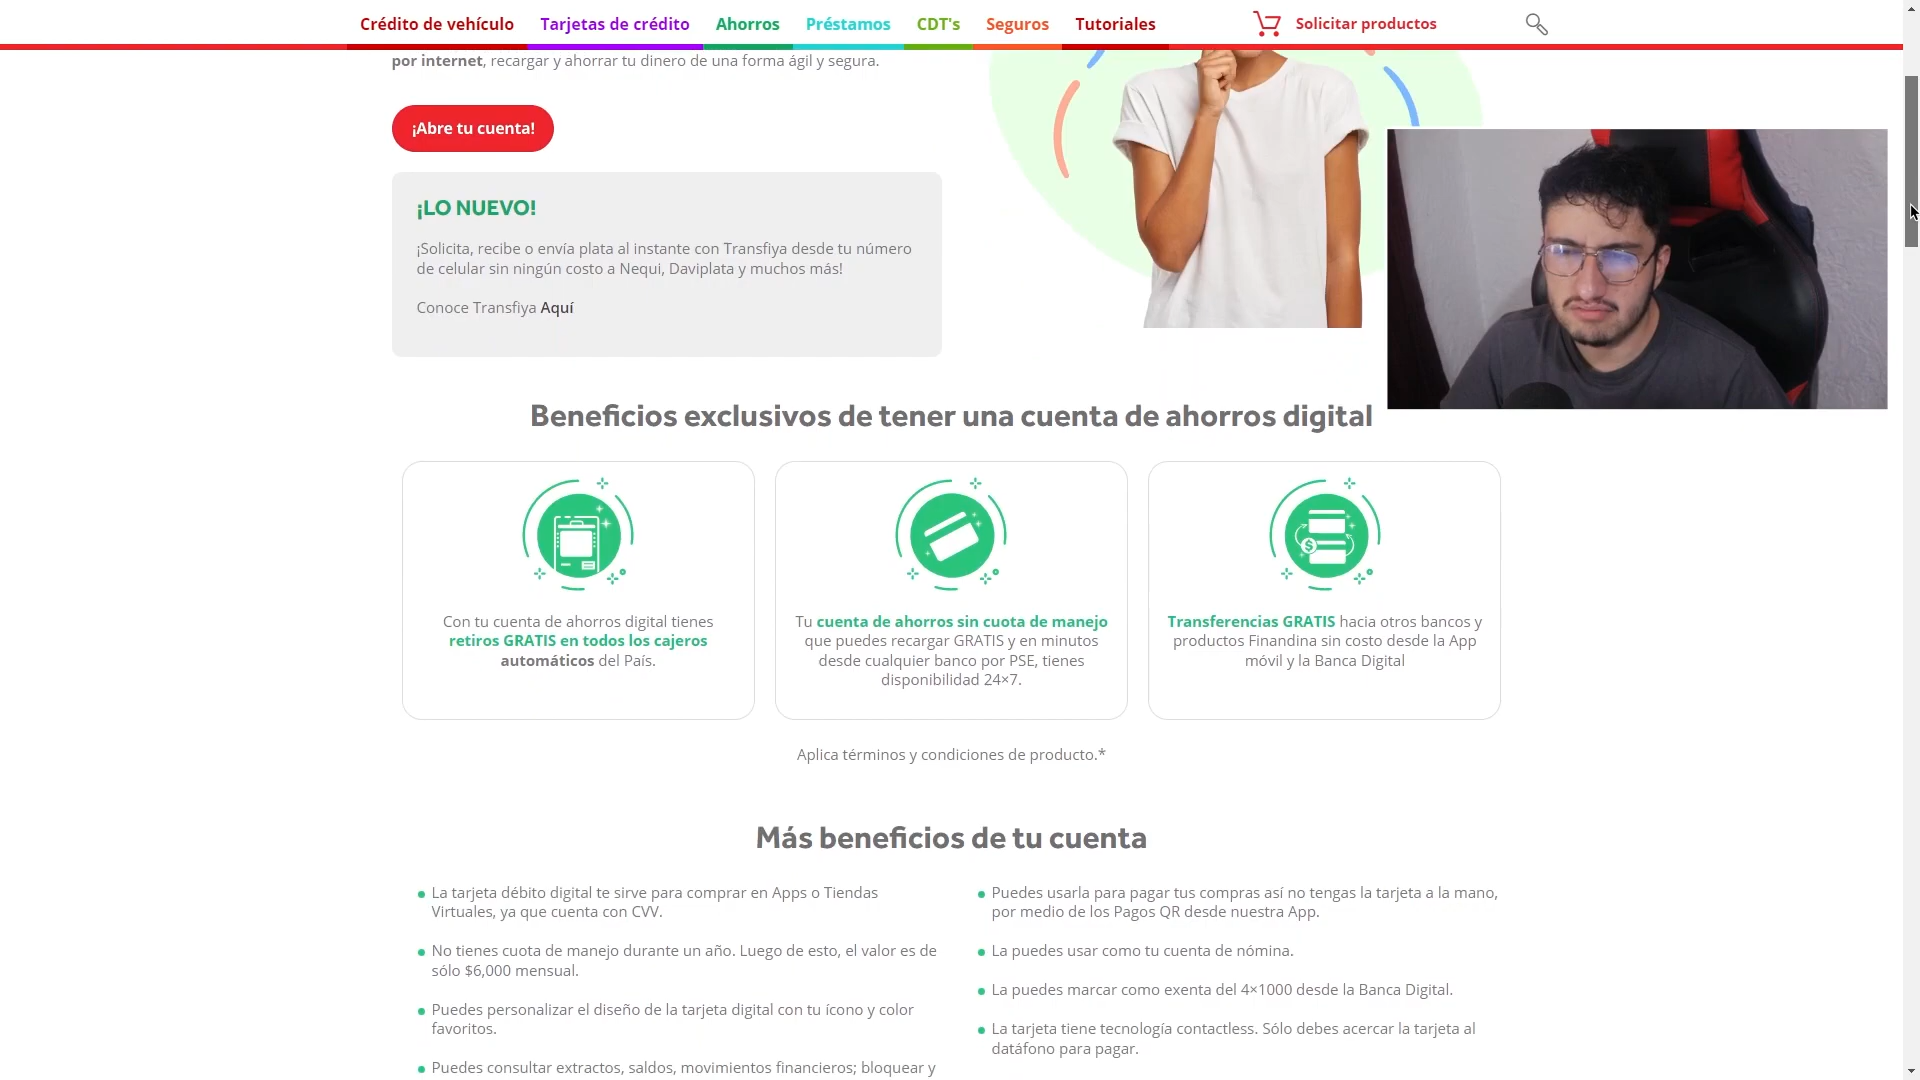 Crédito de vehículo
Tarjetas de crédito
Ahorros
Préstamos
CDT's
Seguros
Tutoriales
Solicitar productos
por internet, recargar y ahorrar tu dinero de una forma ágil y segura.
¡Abre tu cuenta!
¡LO NUEVO!
¡Solicita, recibe o envía plata al instante con Transfiya desde tu número
de celular sin ningún costo a Nequi, Daviplata y muchos más!
Conoce Transfiya Aquí
Beneficios exclusivos de tener una cuenta de ahorros digital
Con tu cuenta de ahorros digital tienes
retiros GRATIS en todos los cajeros
automáticos del País.
Tu cuenta de ahorros sin cuota de manejo
que puedes recargar GRATIS y en minutos
desde cualquier banco por PSE, tienes
disponibilidad 24×7.
Transferencias GRATIS hacia otros bancos y
productos Finandina sin costo desde la App
móvil y la Banca Digital
Aplica términos y condiciones de producto.*
Más beneficios de tu cuenta
La tarjeta débito digital te sirve para comprar en Apps o Tiendas
Virtuales, ya que cuenta con CVV.
No tienes cuota de manejo durante un año. Luego de esto, el valor es de
sólo $6,000 mensual.
Puedes personalizar el diseño de la tarjeta digital con tu ícono y color
favoritos.
Puedes consultar extractos, saldos, movimientos financieros; bloquear y
Puedes usarla para pagar tus compras así no tengas la tarjeta a la mano,
por medio de los Pagos QR desde nuestra App.
La puedes usar como tu cuenta de nómina.
La puedes marcar como exenta del 4×1000 desde la Banca Digital.
La tarjeta tiene tecnología contactless. Sólo debes acercar la tarjeta al
datáfono para pagar.